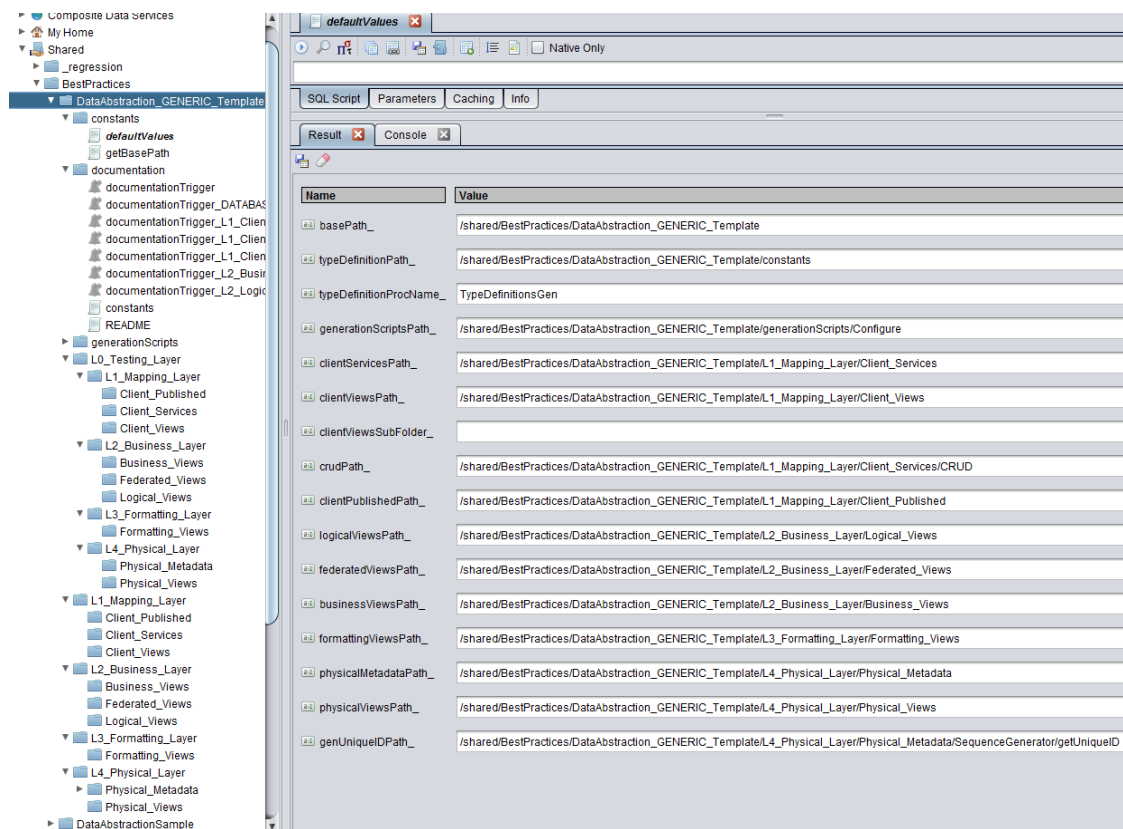 Composite Data Services
My Home
Shared
_regression
BestPractices
DataAbstraction_GENERIC_Template
constants
defaultValues
getBasePath
documentation
documentationTrigger
documentationTrigger_DATABAS
documentationTrigger_L1_Clien
documentationTrigger_L1_Clien
documentationTrigger_L1_Clien
documentationTrigger_L2_Busin
documentationTrigger_L2_Logic
constants
README
generationScripts
L0_Testing_Layer
L1_Mapping_Layer
Client_Published
Client_Services
Client_Views
L2_Business_Layer
Business_Views
Federated_Views
Logical_Views
L3_Formatting_Layer
Formatting_Views
L4_Physical_Layer
Physical_Metadata
Physical_Views
L1_Mapping_Layer
Client_Published
Client_Services
Client_Views
L2_Business_Layer
Business_Views
Federated_Views
Logical_Views
L3_Formatting_Layer
Formatting_Views
L4_Physical_Layer
Physical_Metadata
Physical_Views
DataAbstractionSample
defaultValues
Native Only
SQL Script Parameters Caching Info
Result Console
Name Value
basePath_ /shared/BestPractices/DataAbstraction_GENERIC_Template
typeDefinitionPath_ /shared/BestPractices/DataAbstraction_GENERIC_Template/constants
typeDefinitionProcName_ TypeDefinitionsGen
generationScriptsPath_ /shared/BestPractices/DataAbstraction_GENERIC_Template/generationScripts/Configure
clientServicesPath_ /shared/BestPractices/DataAbstraction_GENERIC_Template/L1_Mapping_Layer/Client_Services
clientViewsPath_ /shared/BestPractices/DataAbstraction_GENERIC_Template/L1_Mapping_Layer/Client_Views
clientViewsSubFolder_
crudPath_ /shared/BestPractices/DataAbstraction_GENERIC_Template/L1_Mapping_Layer/Client_Services/CRUD
clientPublishedPath_ /shared/BestPractices/DataAbstraction_GENERIC_Template/L1_Mapping_Layer/Client_Published
logicalViewsPath_ /shared/BestPractices/DataAbstraction_GENERIC_Template/L2_Business_Layer/Logical_Views
federatedViewsPath_ /shared/BestPractices/DataAbstraction_GENERIC_Template/L2_Business_Layer/Federated_Views
businessViewsPath_ /shared/BestPractices/DataAbstraction_GENERIC_Template/L2_Business_Layer/Business_Views
formattingViewsPath_ /shared/BestPractices/DataAbstraction_GENERIC_Template/L3_Formatting_Layer/Formatting_Views
physicalMetadataPath_ /shared/BestPractices/DataAbstraction_GENERIC_Template/L4_Physical_Layer/Physical_Metadata
physicalViewsPath_ /shared/BestPractices/DataAbstraction_GENERIC_Template/L4_Physical_Layer/Physical_Views
genUniqueIDPath_ /shared/BestPractices/DataAbstraction_GENERIC_Template/L4_Physical_Layer/Physical_Metadata/SequenceGenerator/getUniqueID